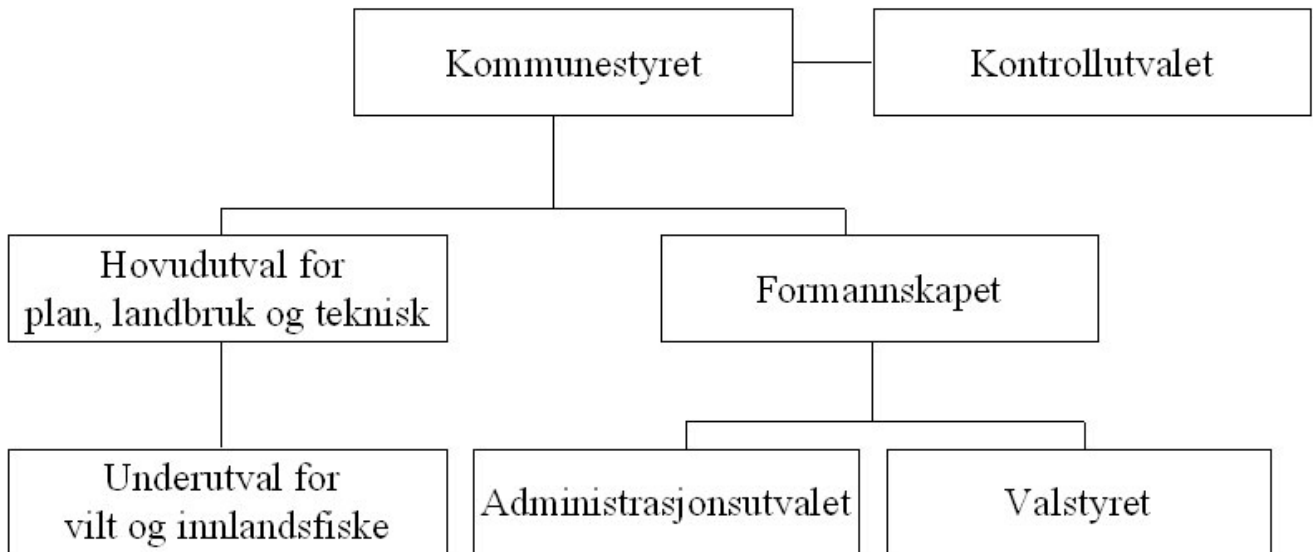 Kommunestyret
Kontrollutvalet
Hovudutval for
plan, landbruk og teknisk
Formannskapet
Underutval for
vilt og innlandsfiske
Administrasjonsutvalet
Valstyret